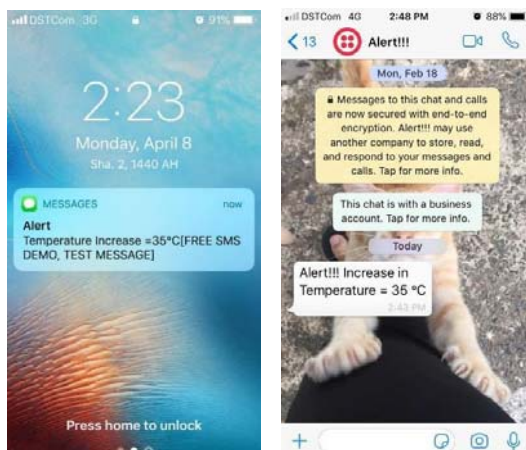 DSTCom 3G 91%
2:23
Monday, April 8
Sha. 2, 1440 AH
MESSAGES now
Alert
Temperature Increase =35°C[FREE SMS
DEMO, TEST MESSAGE]
Press home to unlock
DSTCom 4G 2:48 PM 88%
13 Alert!!!
Mon, Feb 18
Messages to this chat and calls
are now secured with end-to-end
encryption. Alert!!! may use
another company to store, read,
and respond to your messages and
calls. Tap for more info.
This chat is with a business
account. Tap for more info.
Today
Alert!!! Increase in
Temperature = 35 °C
2:43 PM